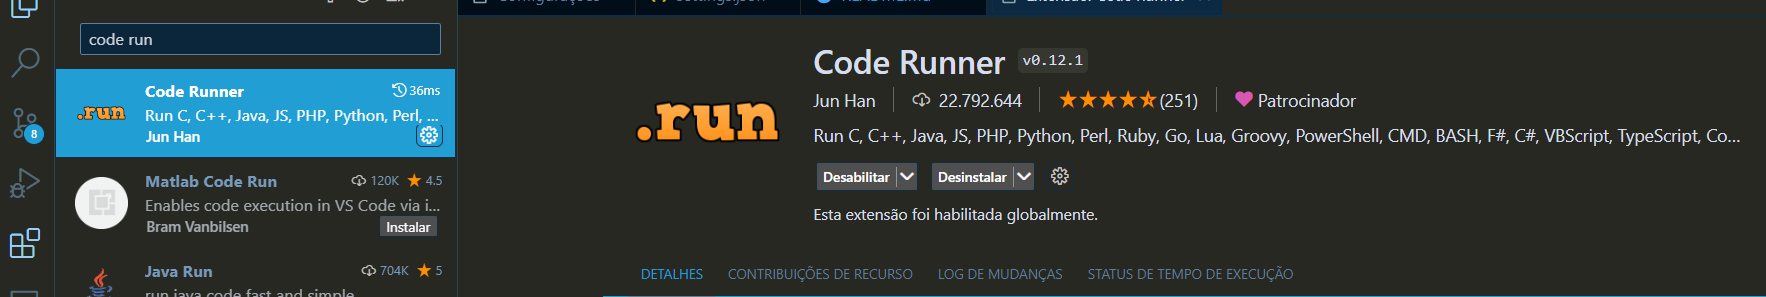 code run
Code Runner
36ms
Run C, C++, Java, JS, PHP, Python, Perl, ...
Jun Han
8
Matlab Code Run
120K ★ 4.5
Enables code execution in VS Code via i...
Bram Vanbilsen
Instalar
Java Run
704K ★ 5
run java code fast and simple
.run
Code Runner
v0.12.1
Jun Han
22.792.644
★★★★★(251)
Patrocinador
.run
Run C, C++, Java, JS, PHP, Python, Perl, Ruby, Go, Lua, Groovy, PowerShell, CMD, BASH, F#, C#, VBScript, TypeScript, Co...
Desabilitar
Desinstalar
Esta extensão foi habilitada globalmente.
DETALHES
CONTRIBUIÇÕES DE RECURSO
LOG DE MUDANÇAS
STATUS DE TEMPO DE EXECUÇÃO